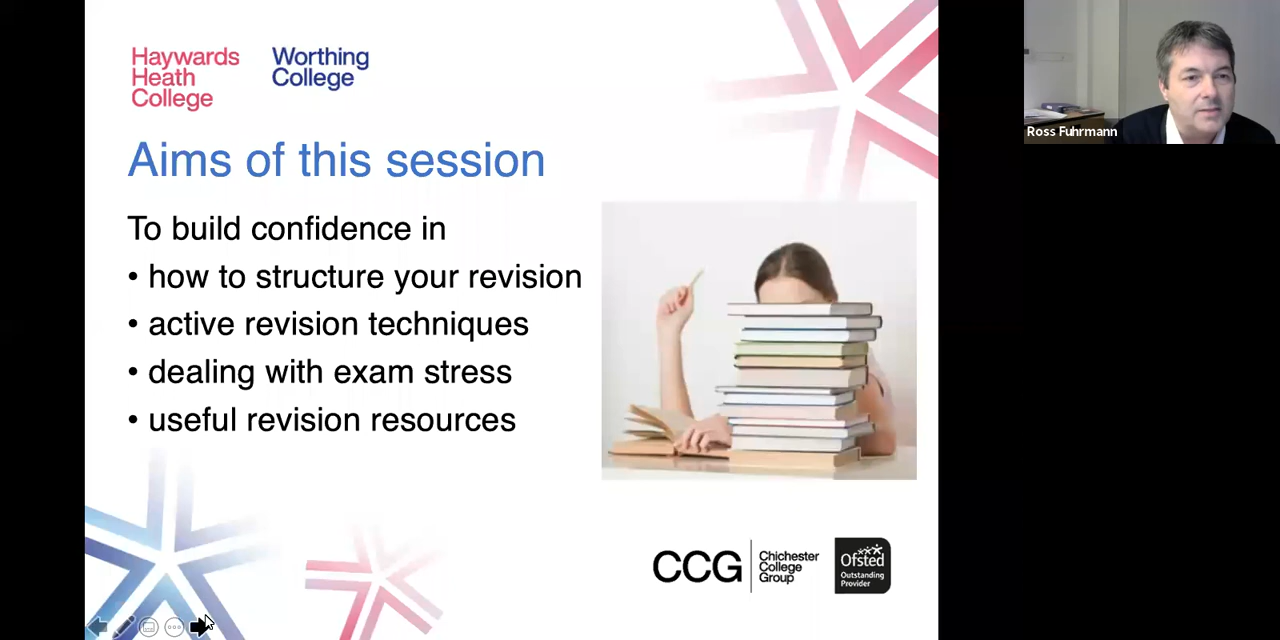 Haywards
Heath
College
Worthing
College
Aims of this session
To build confidence in
• how to structure your revision
• active revision techniques
• dealing with exam stress
• useful revision resources
CCG
Chichester
College
Group
Ofsted
Outstanding
Provider
Ross Fuhrmann